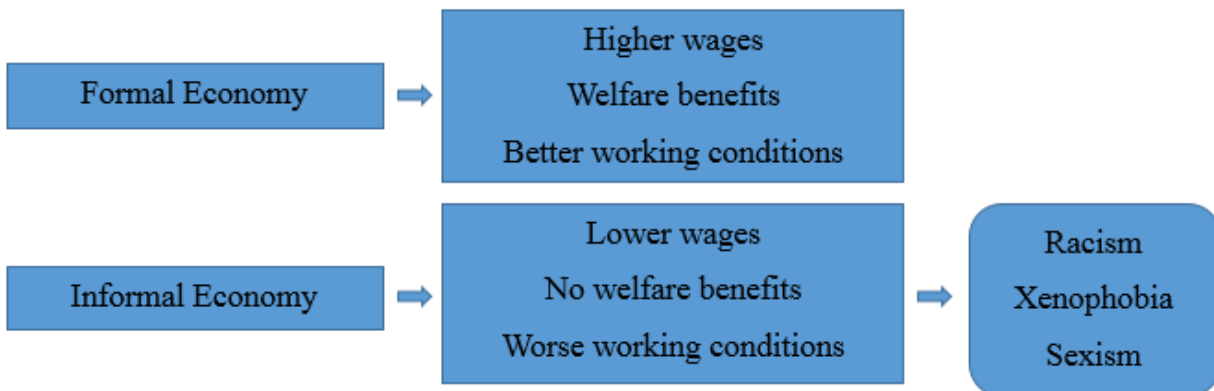 Formal Economy
Higher wages
Welfare benefits
Better working conditions
Informal Economy
Lower wages
No welfare benefits
Worse working conditions
Racism
Xenophobia
Sexism